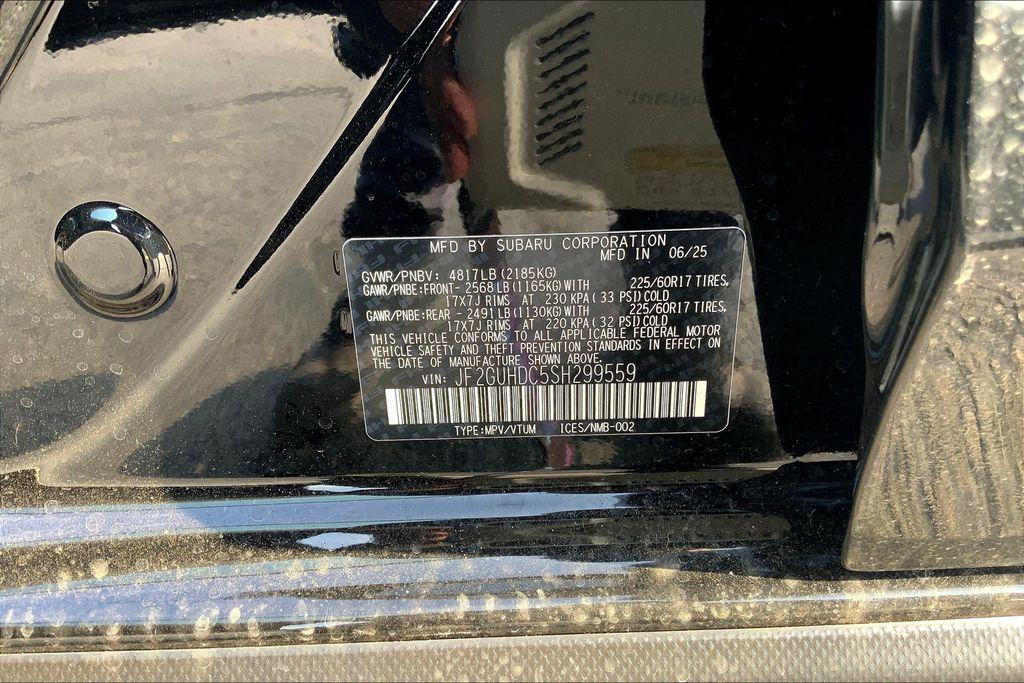 MFD BY SUBARU CORPORATION
MFD IN 06/25
GVWR/PNBV: 4817LB (2185KG)
GAWR/PNBE:FRONT- 2568LB (1165KG)WITH 225/60R17 TIRES,
17X7J RIMS AT 230 KPA (33 PSI)COLD
GAWR/PNBE:REAR - 2491LB (1130KG)WITH 225/60R17 TIRES,
17X7J RIMS AT 220 KPA (32 PSI)COLD
THIS VEHICLE CONFORMS TO ALL APPLICABLE FEDERAL MOTOR
VEHICLE SAFETY AND THEFT PREVENTION STANDARDS IN EFFECT ON
THE DATE OF MANUFACTURE SHOWN ABOVE.
VIN: JF2GUHDC5SH299559
TYPE:MPV/VTUM ICES/NMB-002